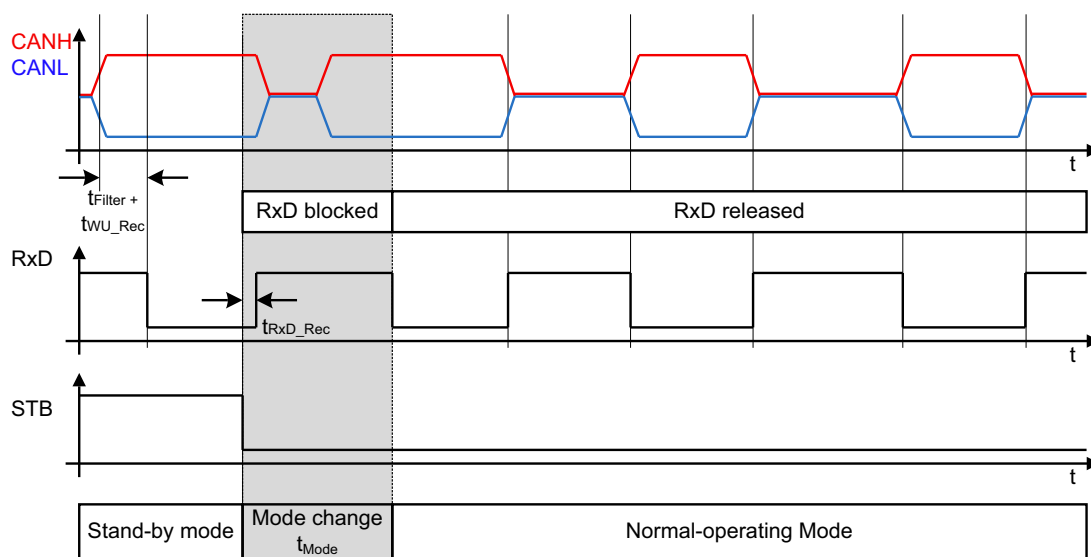 CANH
CANL
t
tFilter +
tWU_Rec
RxD blocked
RxD released
RxD
tRxD_Rec
t
STB
t
Stand-by mode
Mode change
tMode
Normal-operating Mode